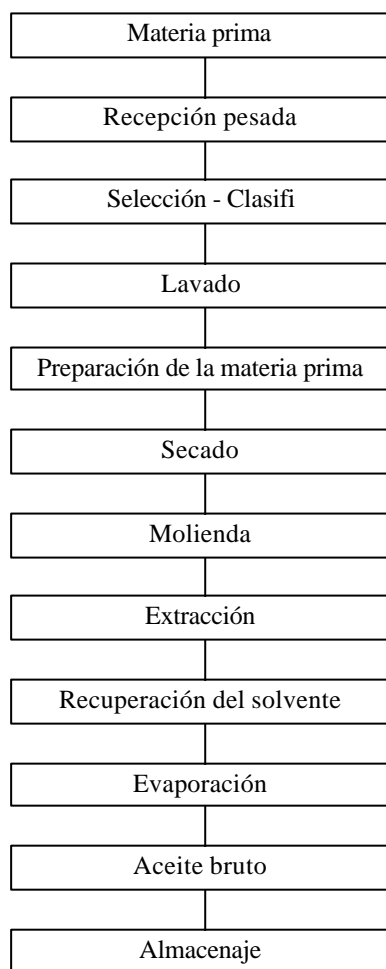 Materia prima
Recepción pesada
Selección - Clasifi
Lavado
Preparación de la materia prima
Secado
Molienda
Extracción
Recuperación del solvente
Evaporación
Aceite bruto
Almacenaje